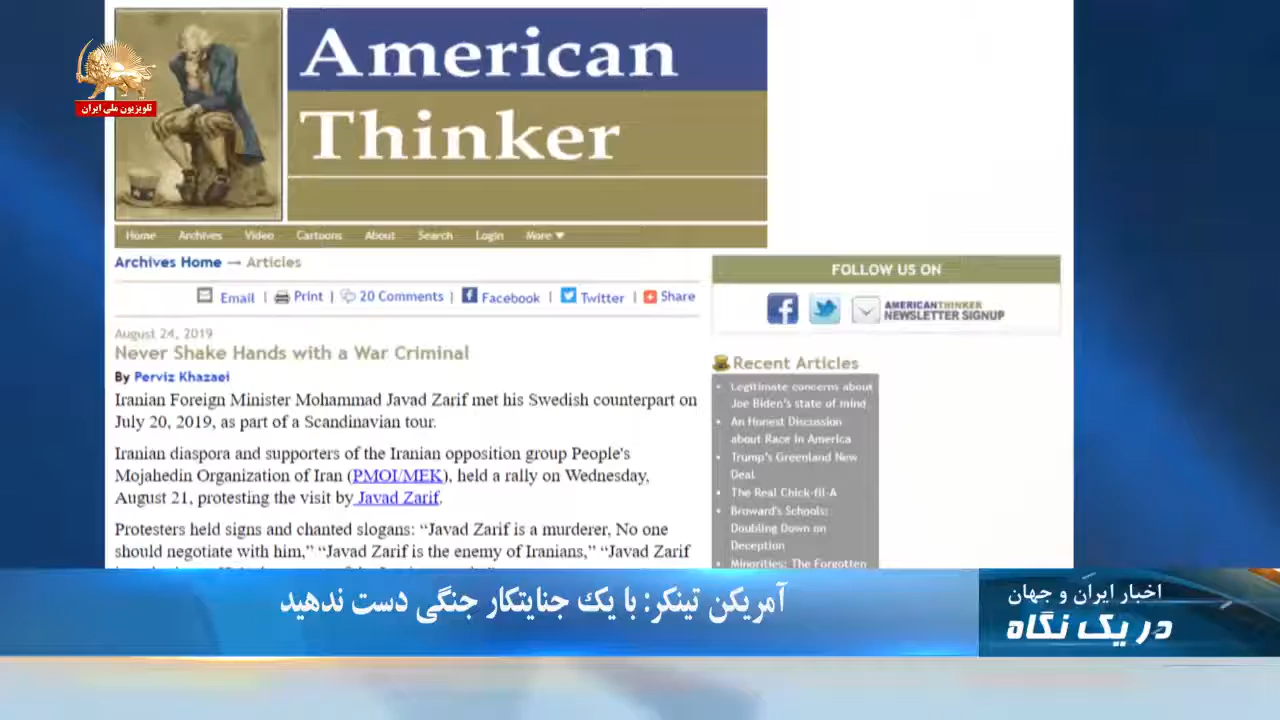 American
Thinker
تلویزیون ملی ایران
Home Archives Video Cartoons About Search Login More
Archives Home → Articles
Email | Print | 20 Comments | Facebook | Twitter | Share
August 24, 2019
Never Shake Hands with a War Criminal
By Perviz Khazaei
Iranian Foreign Minister Mohammad Javad Zarif met his Swedish counterpart on
July 20, 2019, as part of a Scandinavian tour.
Iranian diaspora and supporters of the Iranian opposition group People's
Mojahedin Organization of Iran (PMOI/MEK), held a rally on Wednesday,
August 21, protesting the visit by Javad Zarif.
Protesters held signs and chanted slogans: “Javad Zarif is a murderer, No one
should negotiate with him,” “Javad Zarif is the enemy of Iranians,” “Javad Zarif
FOLLOW US ON
AMERICANTHINKER
NEWSLETTER SIGNUP
Recent Articles
• Legitimate concerns about
Joe Biden's state of mind
• An Honest Discussion
about Race in America
• Trump's Greenland New
Deal
• The Real Chick-fil-A
• Broward's Schools:
Doubling Down on
Deception
• Minorities: The Forgotten
آمریکن تینکر: با یك جنایتکار جنگی دست ندهید
اخبار ایران و جهان
در یک نگاه